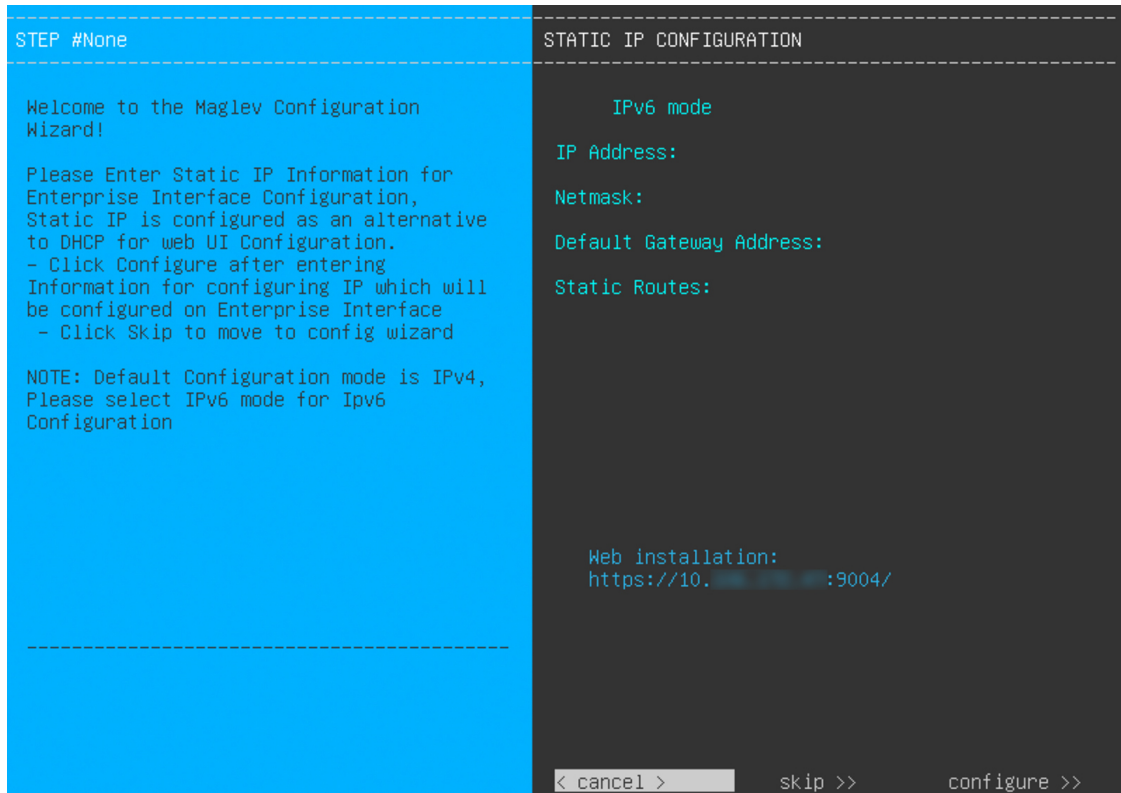 STEP #None
Welcome to the Maglev Configuration
Wizard!
Please Enter Static IP Information for
Enterprise Interface Configuration,
Static IP is configured as an alternative
to DHCP for web UI Configuration.
- Click Configure after entering
Information for configuring IP which will
be configured on Enterprise Interface
- Click Skip to move to config wizard
NOTE: Default Configuration mode is IPv4,
Please select IPv6 mode for Ipv6
Configuration
STATIC IP CONFIGURATION
IPv6 mode
IP Address:
Netmask:
Default Gateway Address:
Static Routes:
Web installation:
https://10. :9004/
< cancel > skip >> configure >>